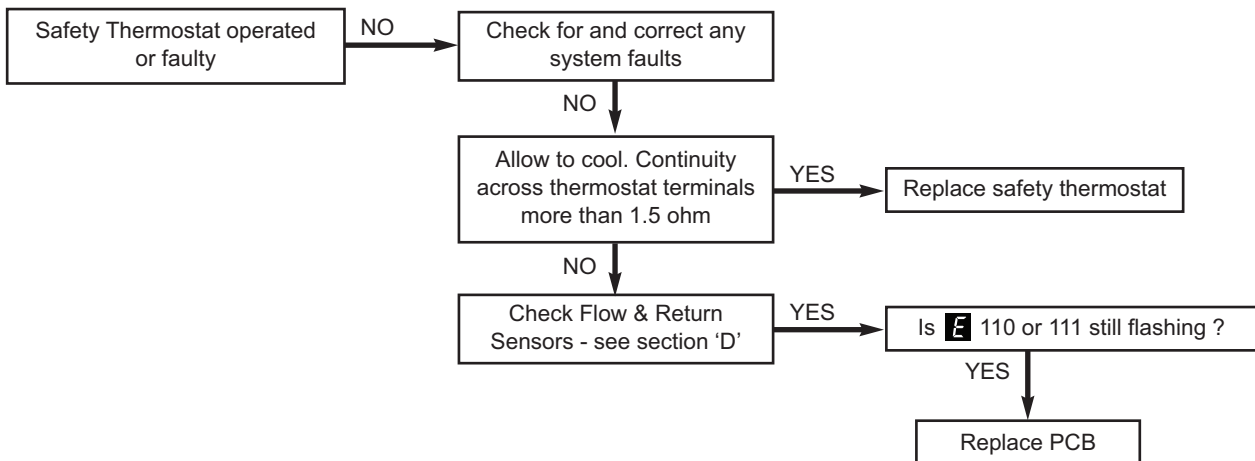 Safety Thermostat operated
or faulty
NO
Check for and correct any
system faults
NO
Allow to cool. Continuity
across thermostat terminals
more than 1.5 ohm
YES
Replace safety thermostat
NO
Check Flow & Return
Sensors - see section ‘D’
YES
Is E 110 or 111 still flashing ?
YES
Replace PCB